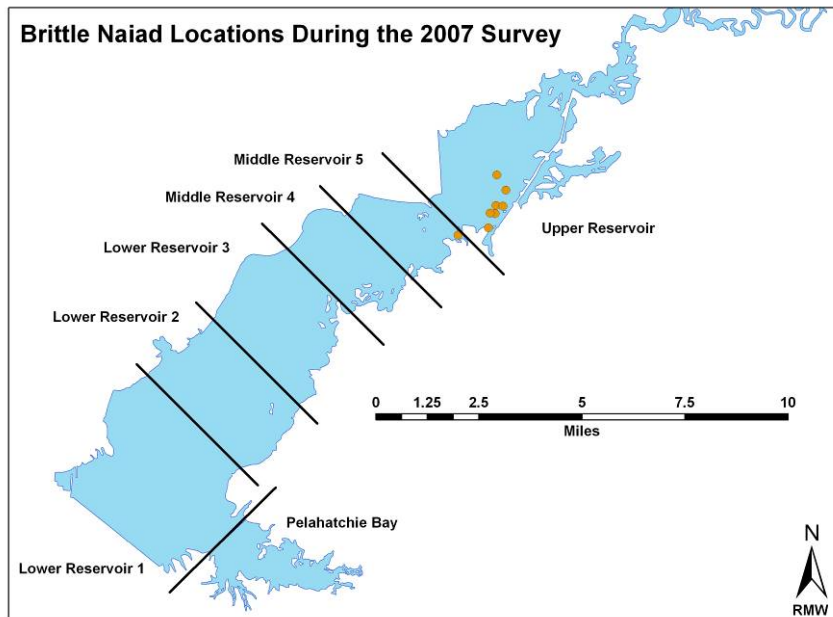 Brittle Naiad Locations During the 2007 Survey
Middle Reservoir 5
Middle Reservoir 4
Upper Reservoir
Lower Reservoir 3
Lower Reservoir 2
0 1.25 2.5 5 7.5 10
Miles
Pelahatchie Bay
Lower Reservoir 1
N
RMW